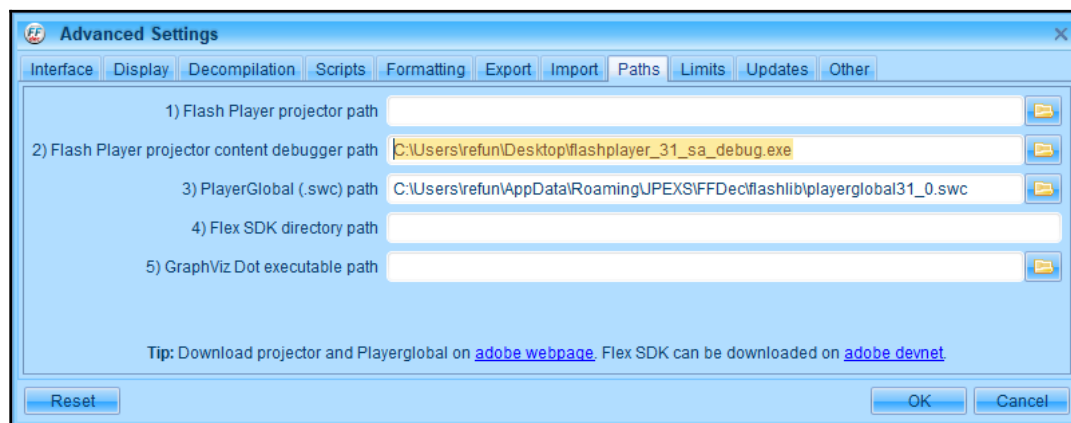 FF
Advanced Settings
Interface Display Decompilation Scripts Formatting Export Import Paths Limits Updates Other
1) Flash Player projector path
2) Flash Player projector content debugger path C:\Users\refun\Desktop\flashplayer_31_sa_debug.exe
3) PlayerGlobal (.swc) path C:\Users\refun\AppData\Roaming\JPEXS\FFDec\flashlib\playerglobal31_0.swc
4) Flex SDK directory path
5) GraphViz Dot executable path
Tip: Download projector and Playerglobal on adobe webpage. Flex SDK can be downloaded on adobe devnet.
Reset OK Cancel